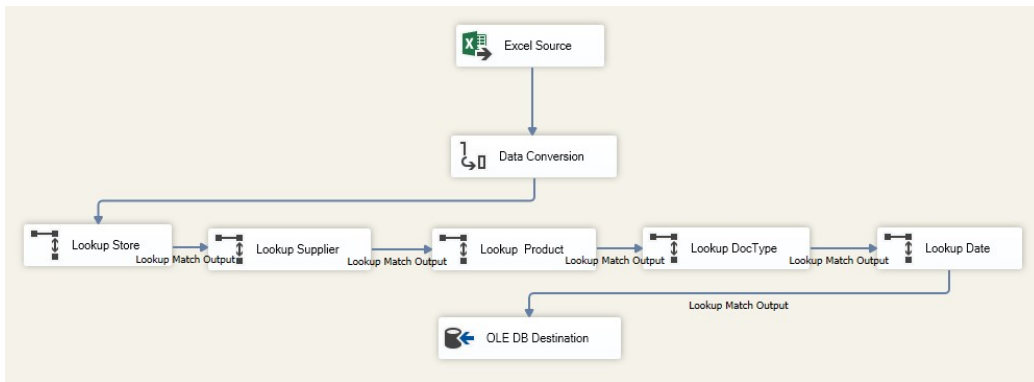 Excel Source
Data Conversion
Lookup Store
Lookup Match Output
Lookup Supplier
Lookup Match Output
Lookup Product
Lookup Match Output
Lookup DocType
Lookup Match Output
Lookup Date
Lookup Match Output
OLE DB Destination